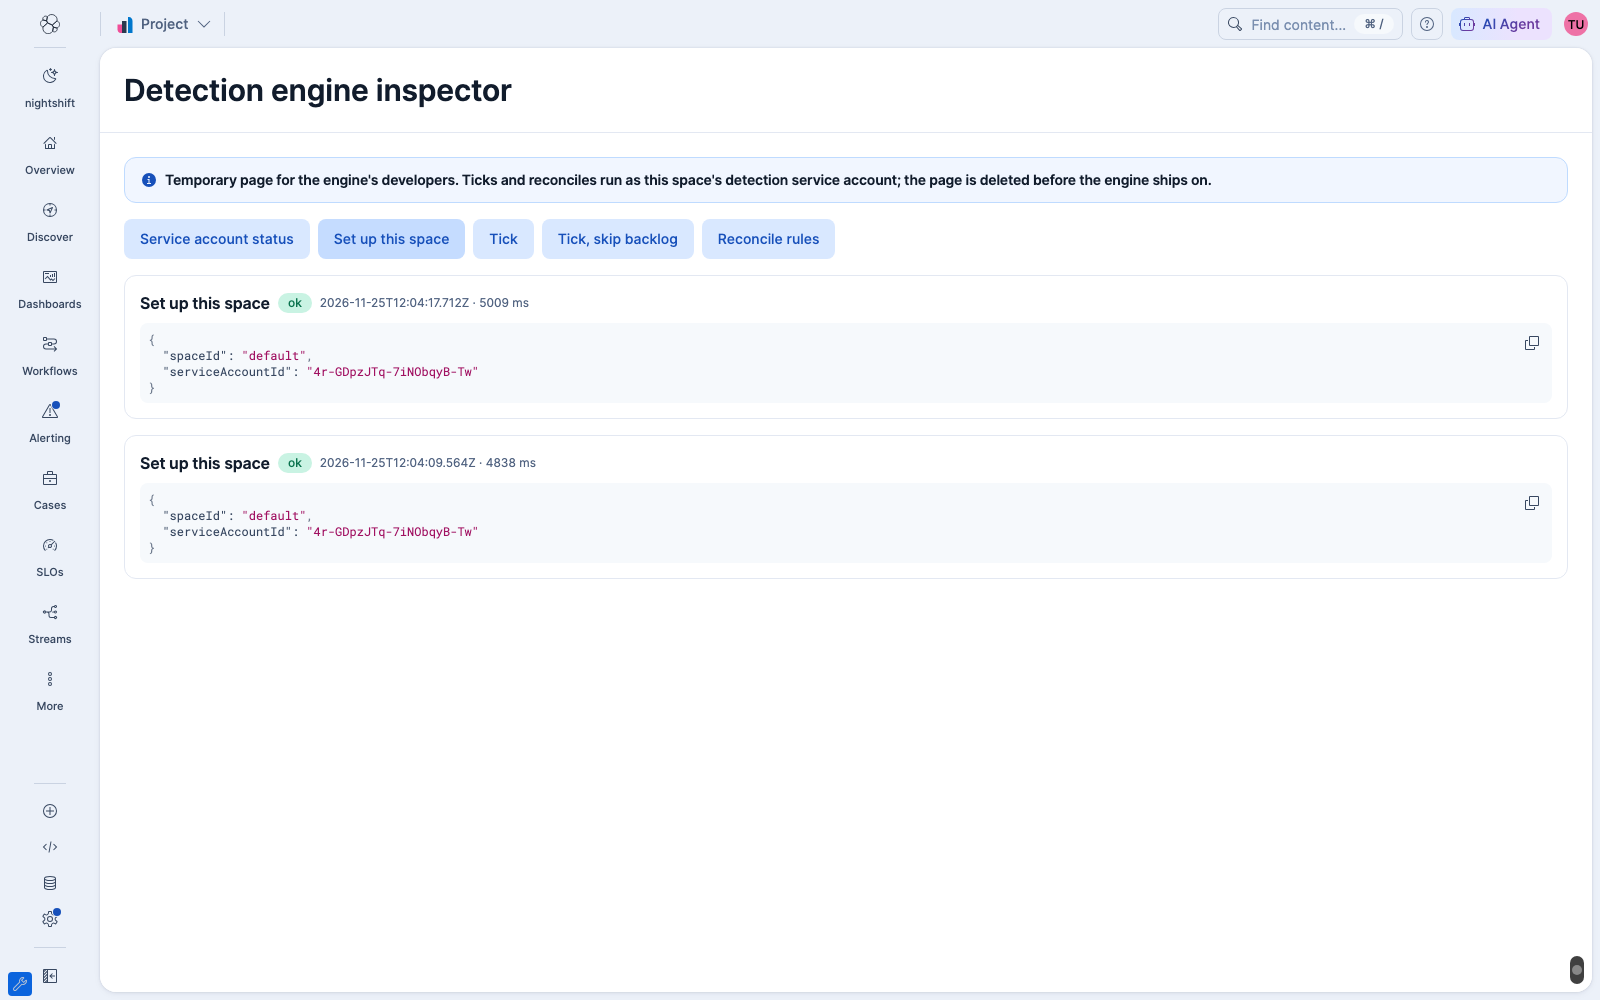 Project
Find content...
⌘ /
AI Agent
TU
nightshift
Overview
Discover
Dashboards
Workflows
Alerting
Cases
SLOs
Streams
More
Detection engine inspector
Temporary page for the engine's developers. Ticks and reconciles run as this space's detection service account; the page is deleted before the engine ships on.
Service account status
Set up this space
Tick
Tick, skip backlog
Reconcile rules
Set up this space ok 2026-11-25T12:04:17.712Z · 5009 ms
{
"spaceId": "default",
"serviceAccountId": "4r-GDpzJTq-7iNObqyB-Tw"
}
Set up this space ok 2026-11-25T12:04:09.564Z · 4838 ms
{
"spaceId": "default",
"serviceAccountId": "4r-GDpzJTq-7iNObqyB-Tw"
}